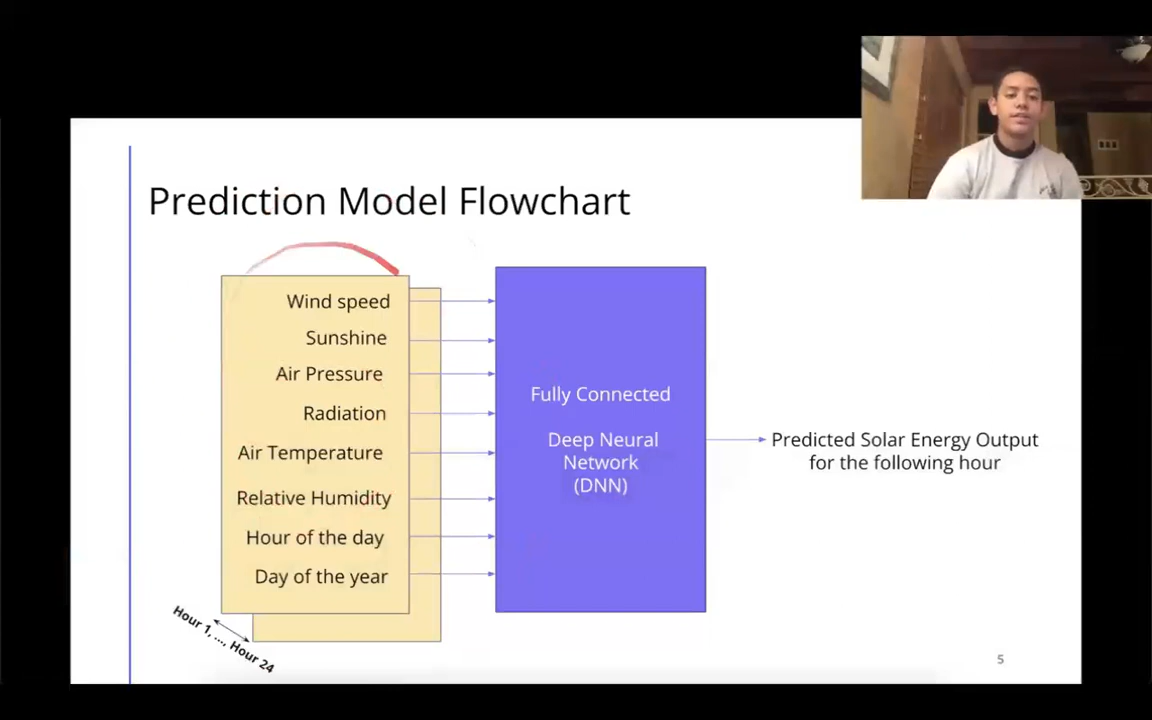 Prediction Model Flowchart
Wind speed
Sunshine
Air Pressure
Radiation
Air Temperature
Relative Humidity
Hour of the day
Day of the year
Hour 1, ..., Hour 24
Fully Connected
Deep Neural
Network
(DNN)
Predicted Solar Energy Output
for the following hour
5